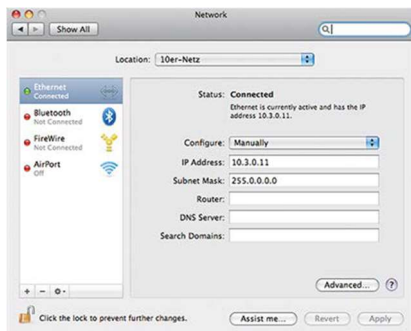 Network
Show All
Location: 10er-Netz
Ethernet
Connected
Bluetooth
Not Connected
FireWire
Not Connected
AirPort
Off
Status: Connected
Ethernet is currently active and has the IP
address 10.3.0.11.
Configure: Manually
IP Address: 10.3.0.11
Subnet Mask: 255.0.0.0
Router:
DNS Server:
Search Domains:
Advanced... ?
Click the lock to prevent further changes.
Assist me... Revert Apply